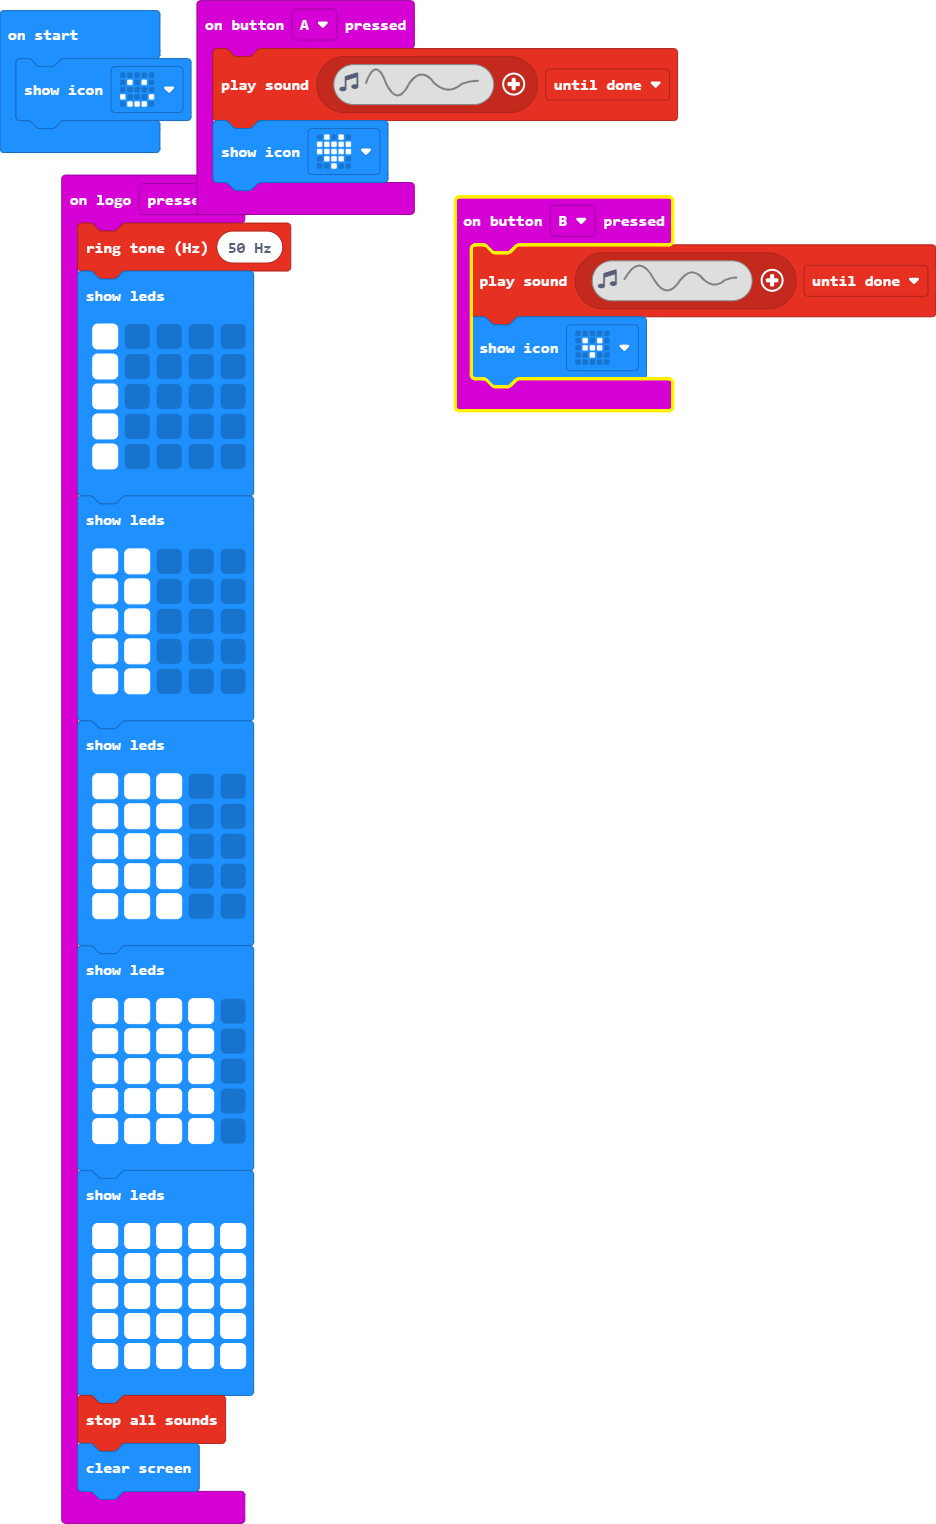 on start
show icon
on button A pressed
play sound until done
show icon
on logo presse
ring tone (Hz) 50 Hz
show leds
show leds
show leds
show leds
show leds
stop all sounds
clear screen
on button B pressed
play sound until done
show icon